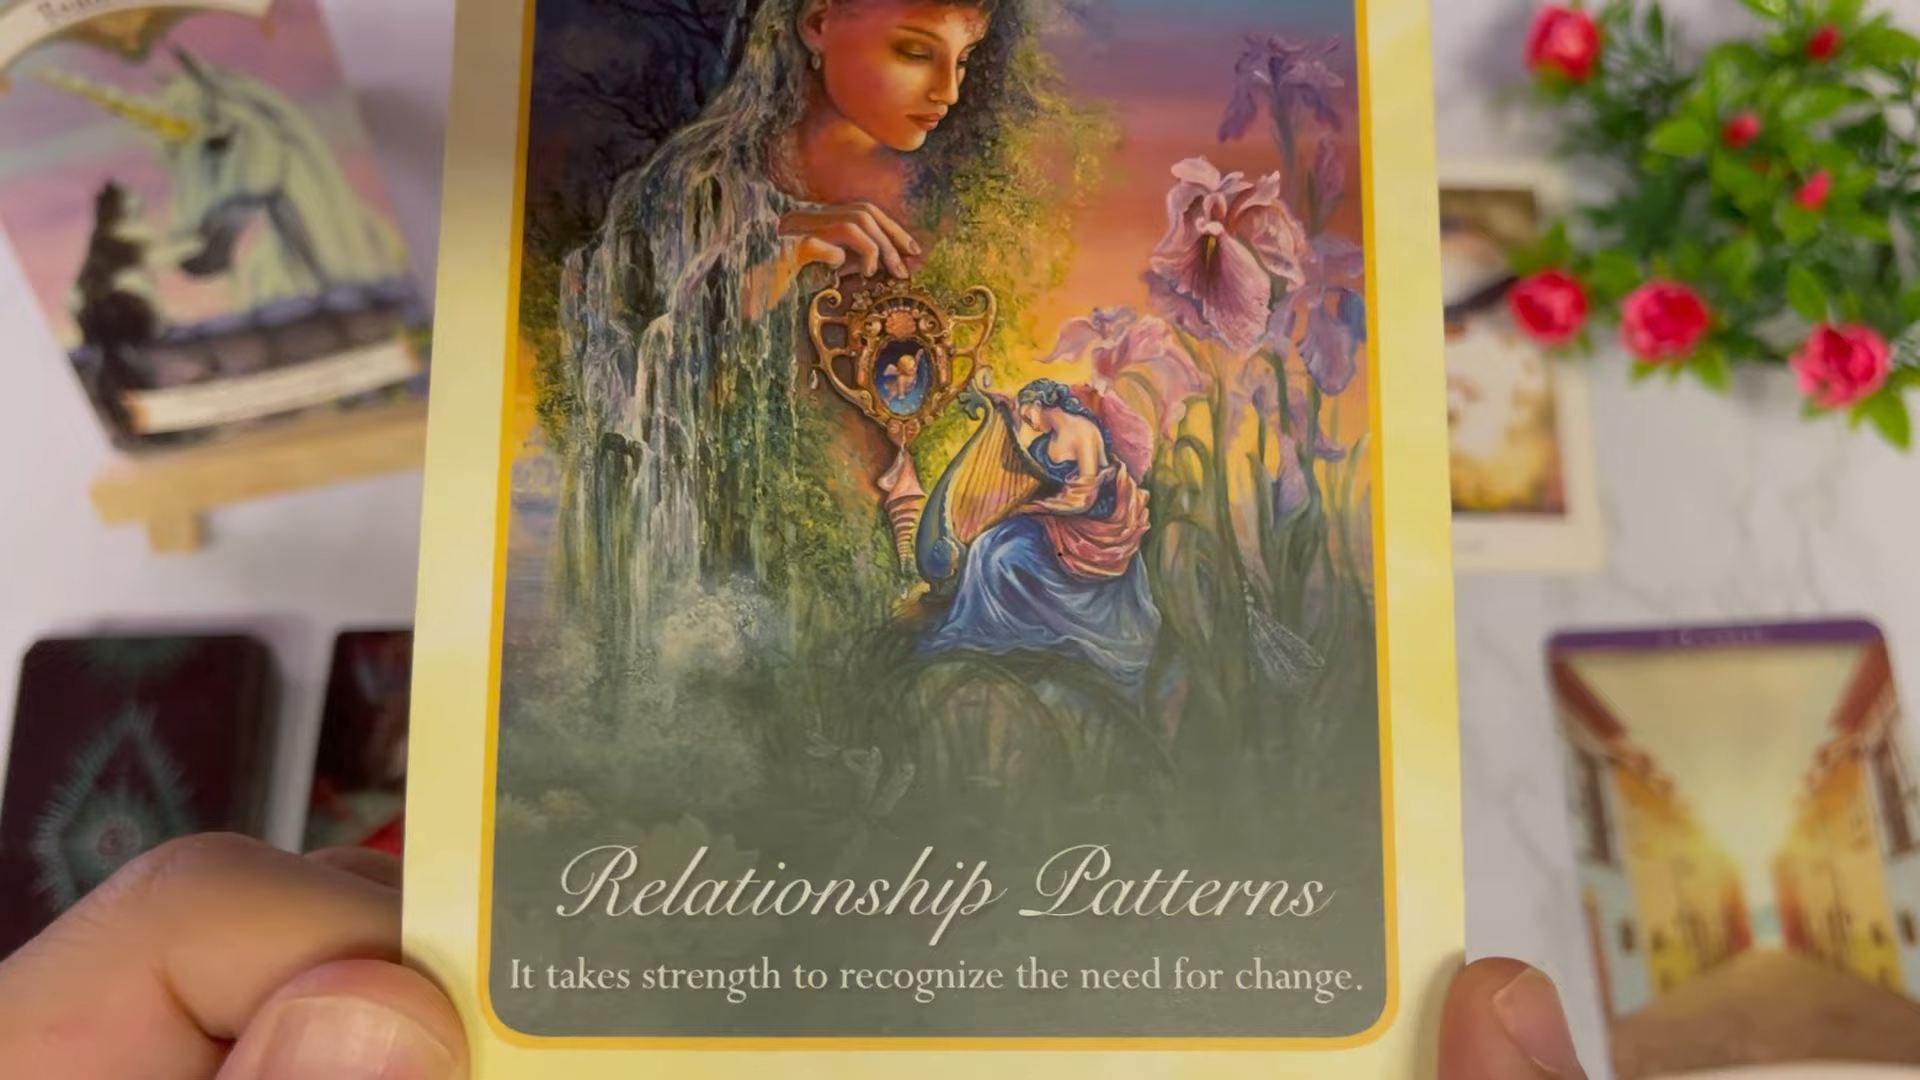 Relationship Patterns
It takes strength to recognize the need for change.